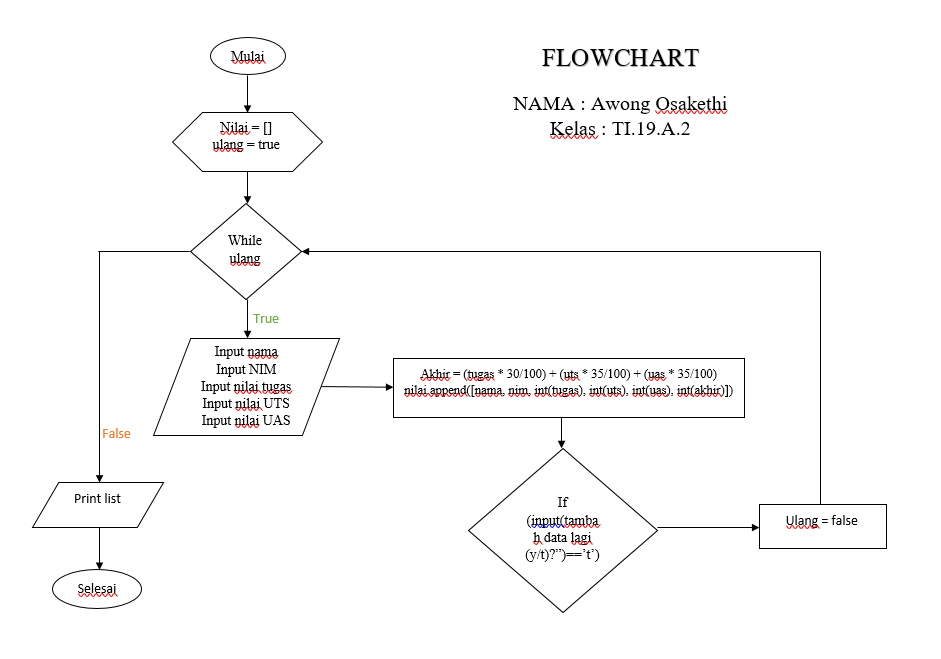 FLOWCHART
NAMA : Awong Osakethi
Kelas : TI.19.A.2
Mulai
Nilai = []
ulang = true
While
ulang
True
Input nama
Input NIM
Input nilai tugas
Input nilai UTS
Input nilai UAS
Akhir = (tugas * 30/100) + (uts * 35/100) + (uas * 35/100)
nilai.append([nama, nim, int(tugas), int(uts), int(uas), int(akhir)])
If
(input(tamba
h data lagi
(y/t)?”)==’t’)
Ulang = false
False
Print list
Selesai